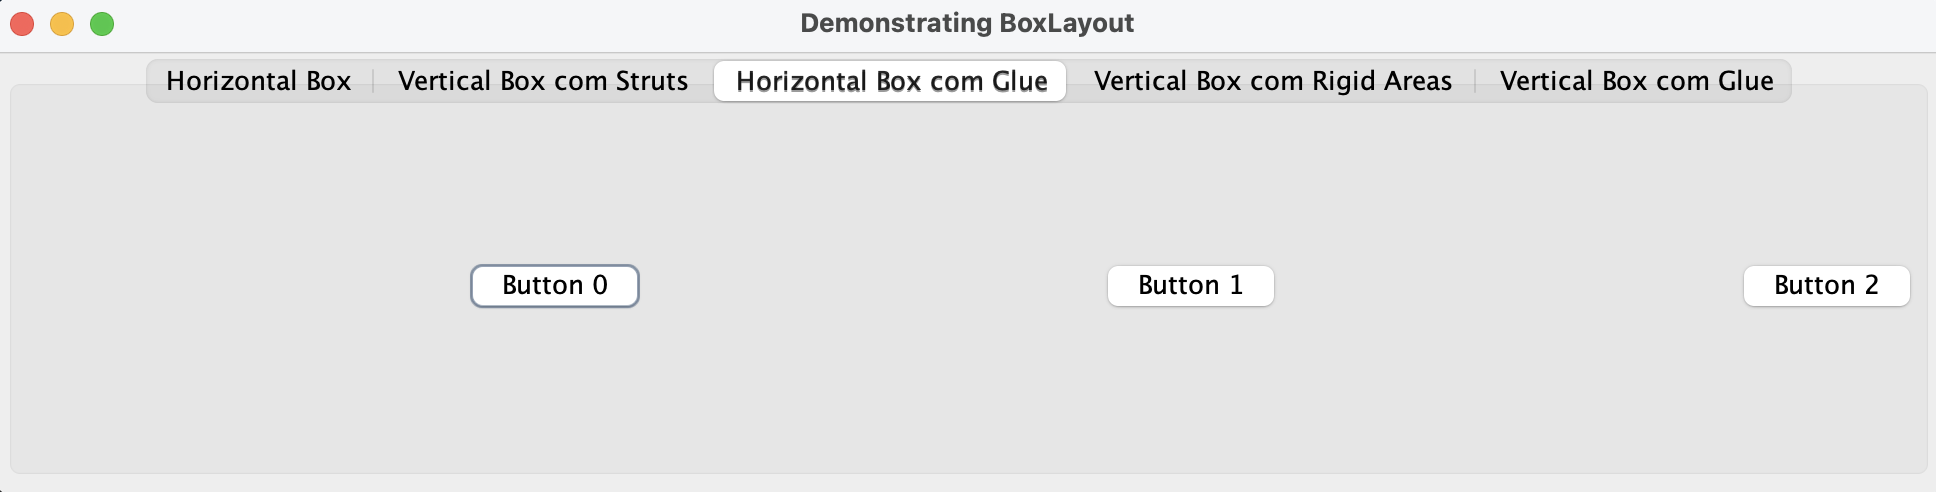 Demonstrating BoxLayout
Horizontal Box Vertical Box com Struts Horizontal Box com Glue Vertical Box com Rigid Areas Vertical Box com Glue
Button 0 Button 1 Button 2